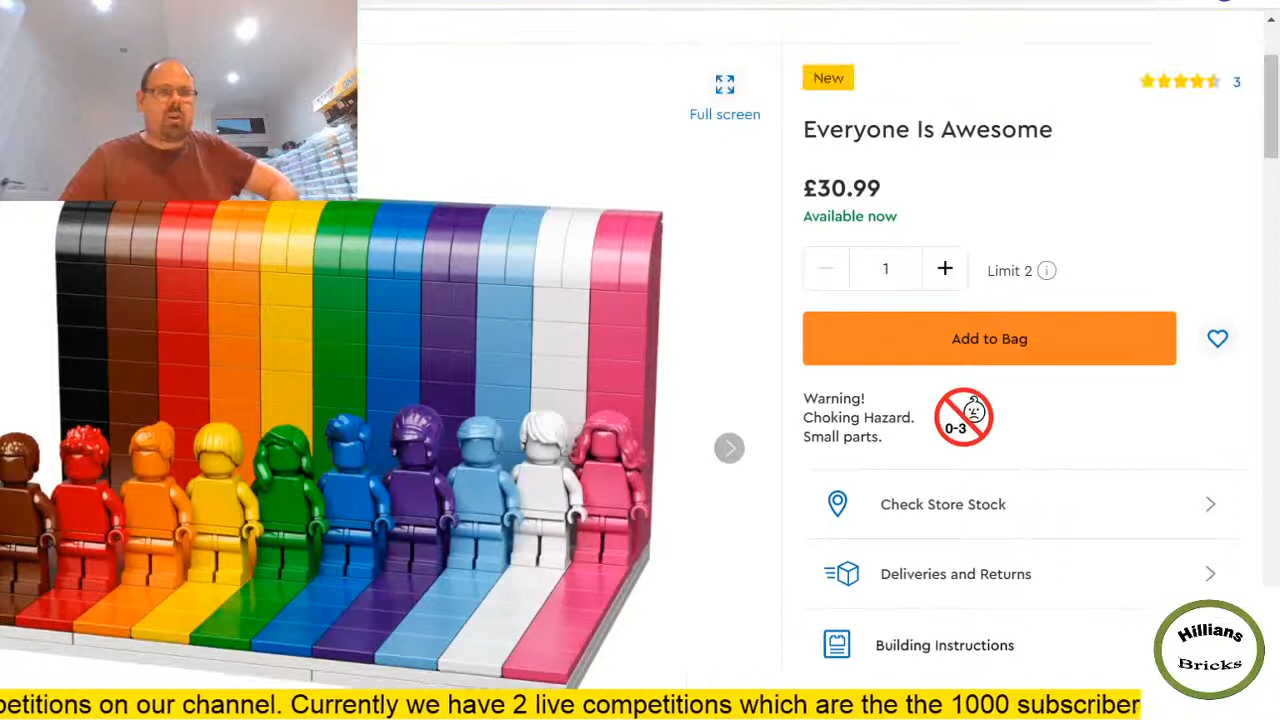 New
3
Full screen
Everyone Is Awesome
£30.99
Available now
1
Limit 2
Add to Bag
Warning!
Choking Hazard.
Small parts.
0-3
Check Store Stock
Deliveries and Returns
Building Instructions
Hillians
Bricks
petitions on our channel. Currently we have 2 live competitions which are the the 1000 subscriber